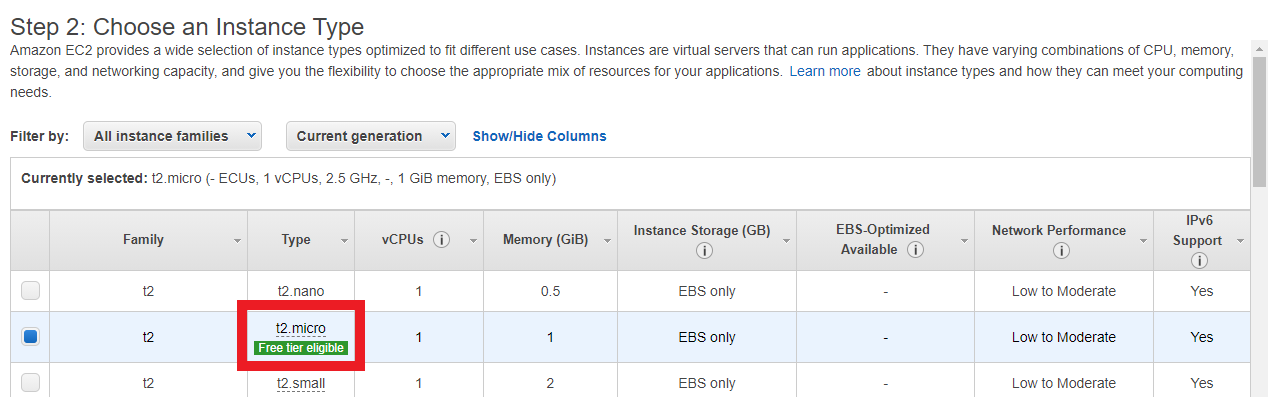 Step 2: Choose an Instance Type
Amazon EC2 provides a wide selection of instance types optimized to fit different use cases. Instances are virtual servers that can run applications. They have varying combinations of CPU, memory,
storage, and networking capacity, and give you the flexibility to choose the appropriate mix of resources for your applications. Learn more about instance types and how they can meet your computing
needs.
Filter by: All instance families Current generation Show/Hide Columns
Currently selected: t2.micro (- ECUs, 1 vCPUs, 2.5 GHz, -, 1 GiB memory, EBS only)
Family Type vCPUs Memory (GiB) Instance Storage (GB) EBS-Optimized Available Network Performance IPv6 Support
t2 t2.nano 1 0.5 EBS only - Low to Moderate Yes
t2 t2.micro 1 1 EBS only - Low to Moderate Yes
Free tier eligible
t2 t2.small 1 2 EBS only - Low to Moderate Yes